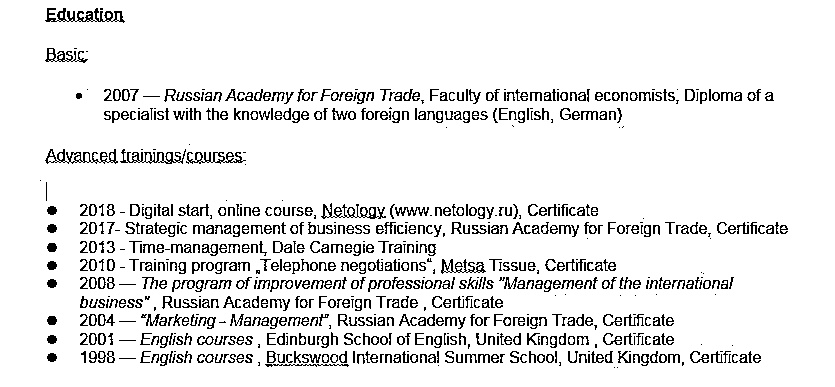 Education
Basic:
• 2007 — Russian Academy for Foreign Trade, Faculty of international economists, Diploma of a
specialist with the knowledge of two foreign languages (English, German)
Advanced trainings/courses:
● 2018 - Digital start, online course, Netology (www.netology.ru), Certificate
● 2017- Strategic management of business efficiency, Russian Academy for Foreign Trade, Certificate
● 2013 - Time-management, Dale Carnegie Training
● 2010 - Training program „Telephone negotiations“, Metsa Tissue, Certificate
● 2008 — The program of improvement of professional skills "Management of the international
business" , Russian Academy for Foreign Trade , Certificate
● 2004 — "Marketing - Management", Russian Academy for Foreign Trade, Certificate
● 2001 — English courses , Edinburgh School of English, United Kingdom , Certificate
● 1998 — English courses , Buckswood International Summer School, United Kingdom, Certificate